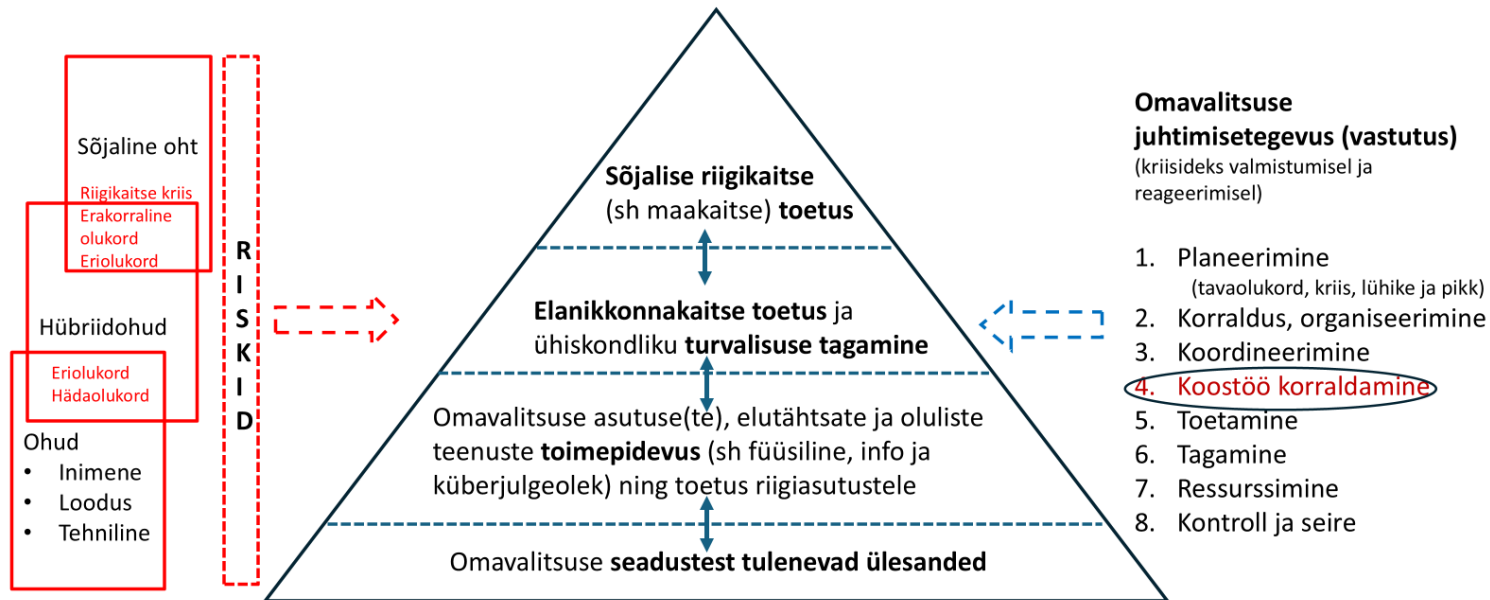 Sõjaline oht
Riigikaitse kriis
Erakorraline
olukord
Eriolukord
Hübriidohud
Eriolukord
Hädaolukord
Ohud
• Inimene
• Loodus
• Tehniline
R
I
S
K
I
D
Sõjalise riigikaitse
(sh maakaitse) toetus
Elanikkonnakaitse toetus ja
ühiskondliku turvalisuse tagamine
Omavalitsuse asutuse(te), elutähtsate ja oluliste
teenuste toimepidevus (sh füüsiline, info ja
küberjulgeolek) ning toetus riigiasutustele
Omavalitsuse seadustest tulenevad ülesanded
Omavalitsuse
juhtimisetegevus (vastutus)
(kriisideks valmistumisel ja
reageerimisel)
1. Planeerimine
(tavaolukord, kriis, lühike ja pikk)
2. Korraldus, organiseerimine
3. Koordineerimine
4. Koostöö korraldamine
5. Toetamine
6. Tagamine
7. Ressurssimine
8. Kontroll ja seire